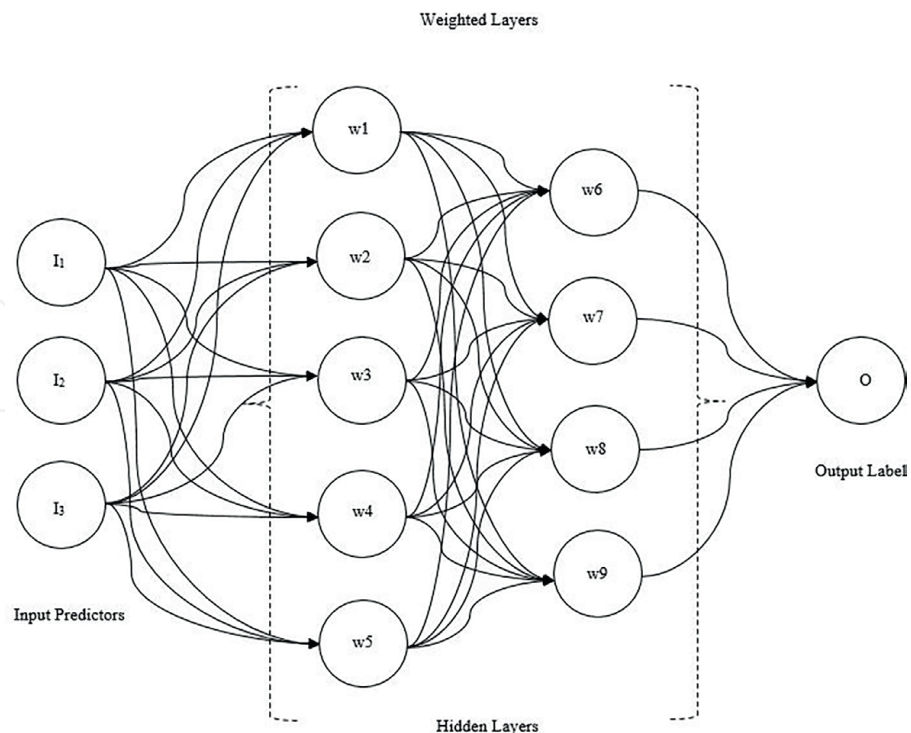 Weighted Layers
w1
w6
I1
w2
w7
I2
w3
O
w8
Output Label
I3
w4
w9
Input Predictors
w5
Hidden Layers